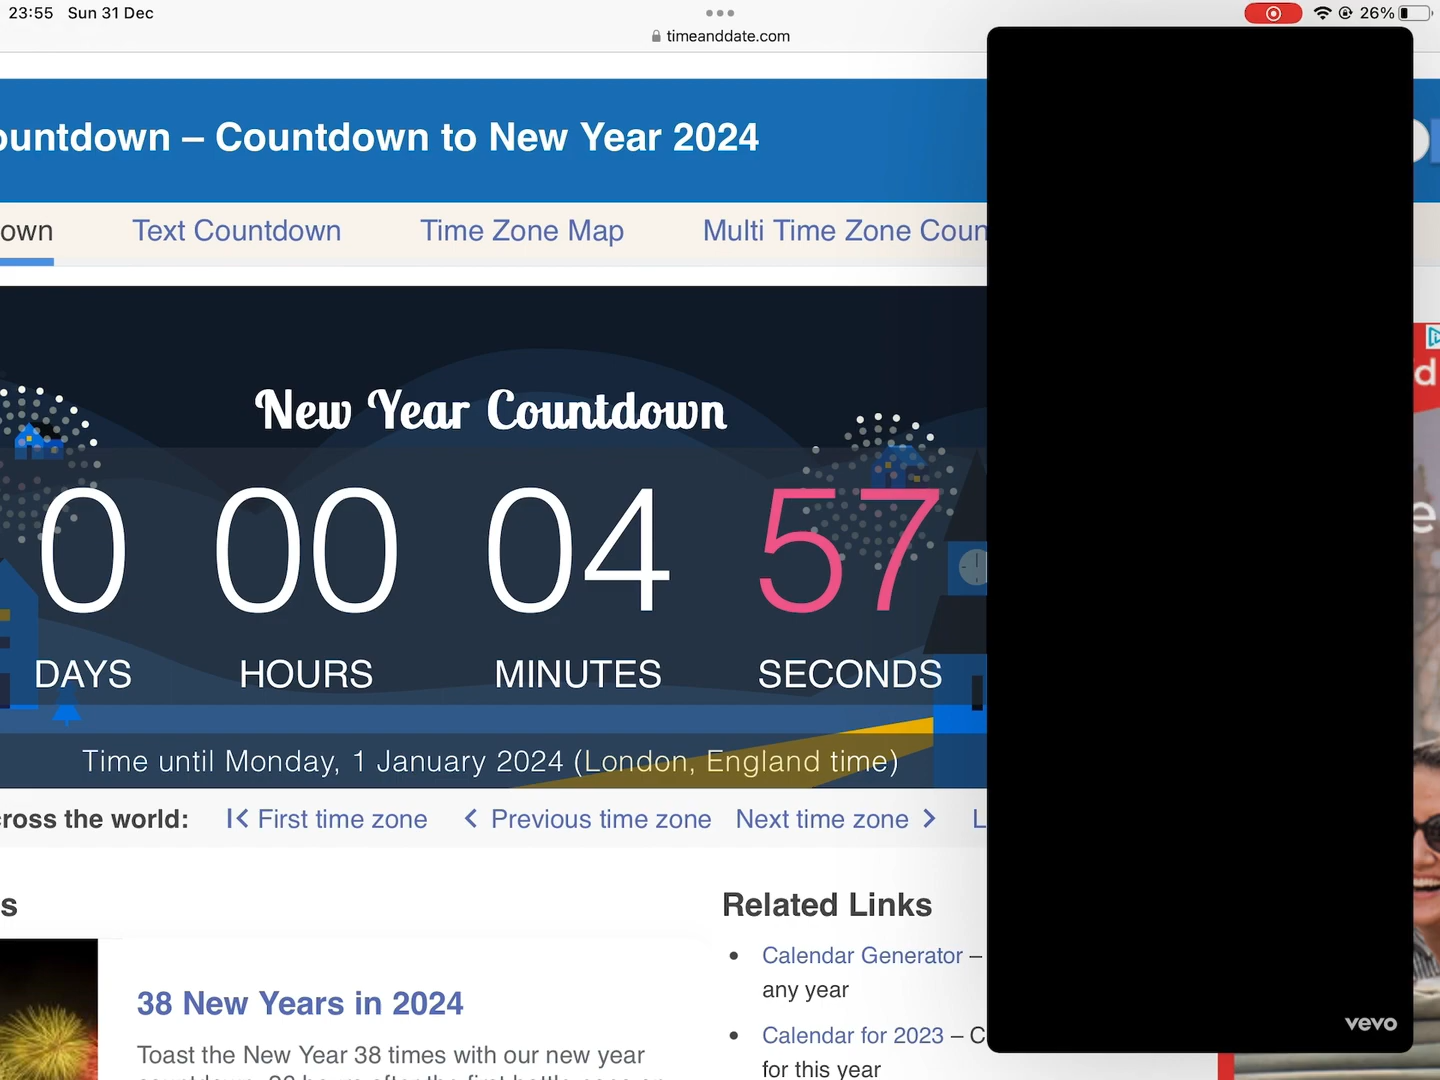 23:55 Sun 31 Dec
26%
timeanddate.com
ountdown – Countdown to New Year 2024
own Text Countdown Time Zone Map Multi Time Zone Coun
New Year Countdown
0 00 04 57
DAYS HOURS MINUTES SECONDS
Time until Monday, 1 January 2024 (London, England time)
cross the world: First time zone Previous time zone Next time zone L
s
Related Links
38 New Years in 2024
Toast the New Year 38 times with our new year
• Calendar Generator –
any year
• Calendar for 2023 – C
for this year
vevo
d
e